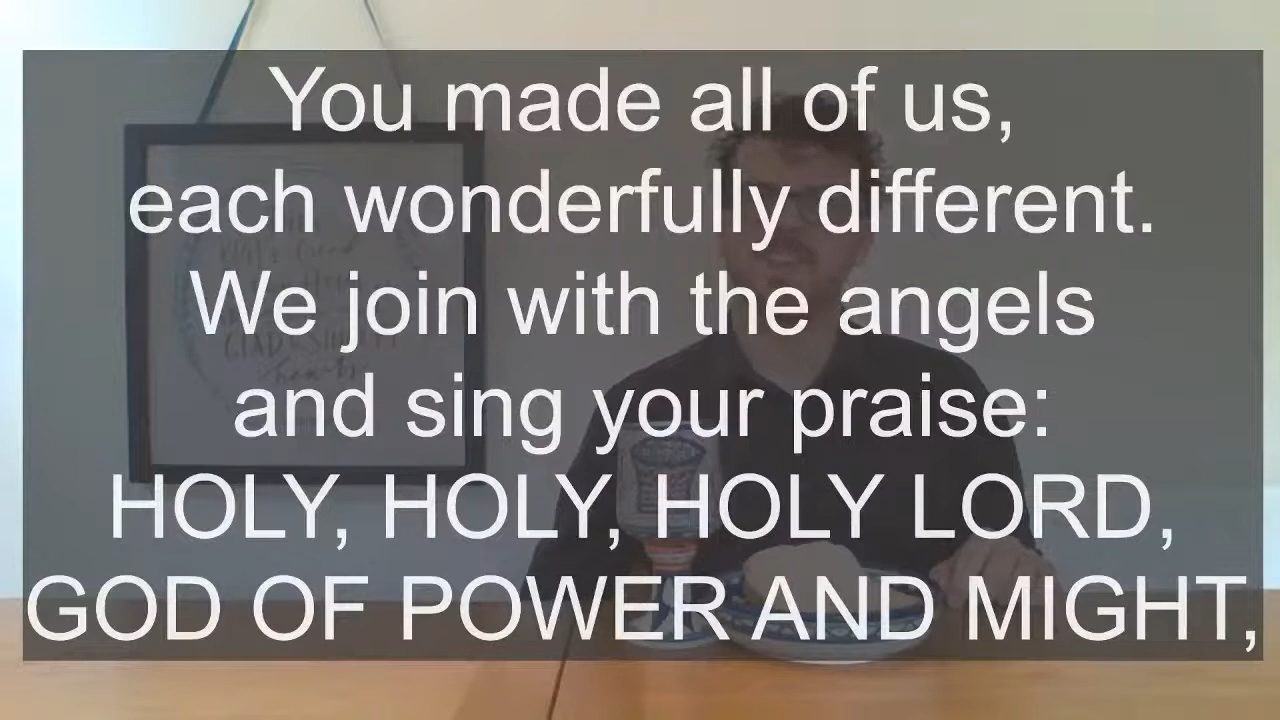 You made all of us,
each wonderfully different.
We join with the angels
and sing your praise:
HOLY, HOLY, HOLY LORD,
GOD OF POWER AND MIGHT,